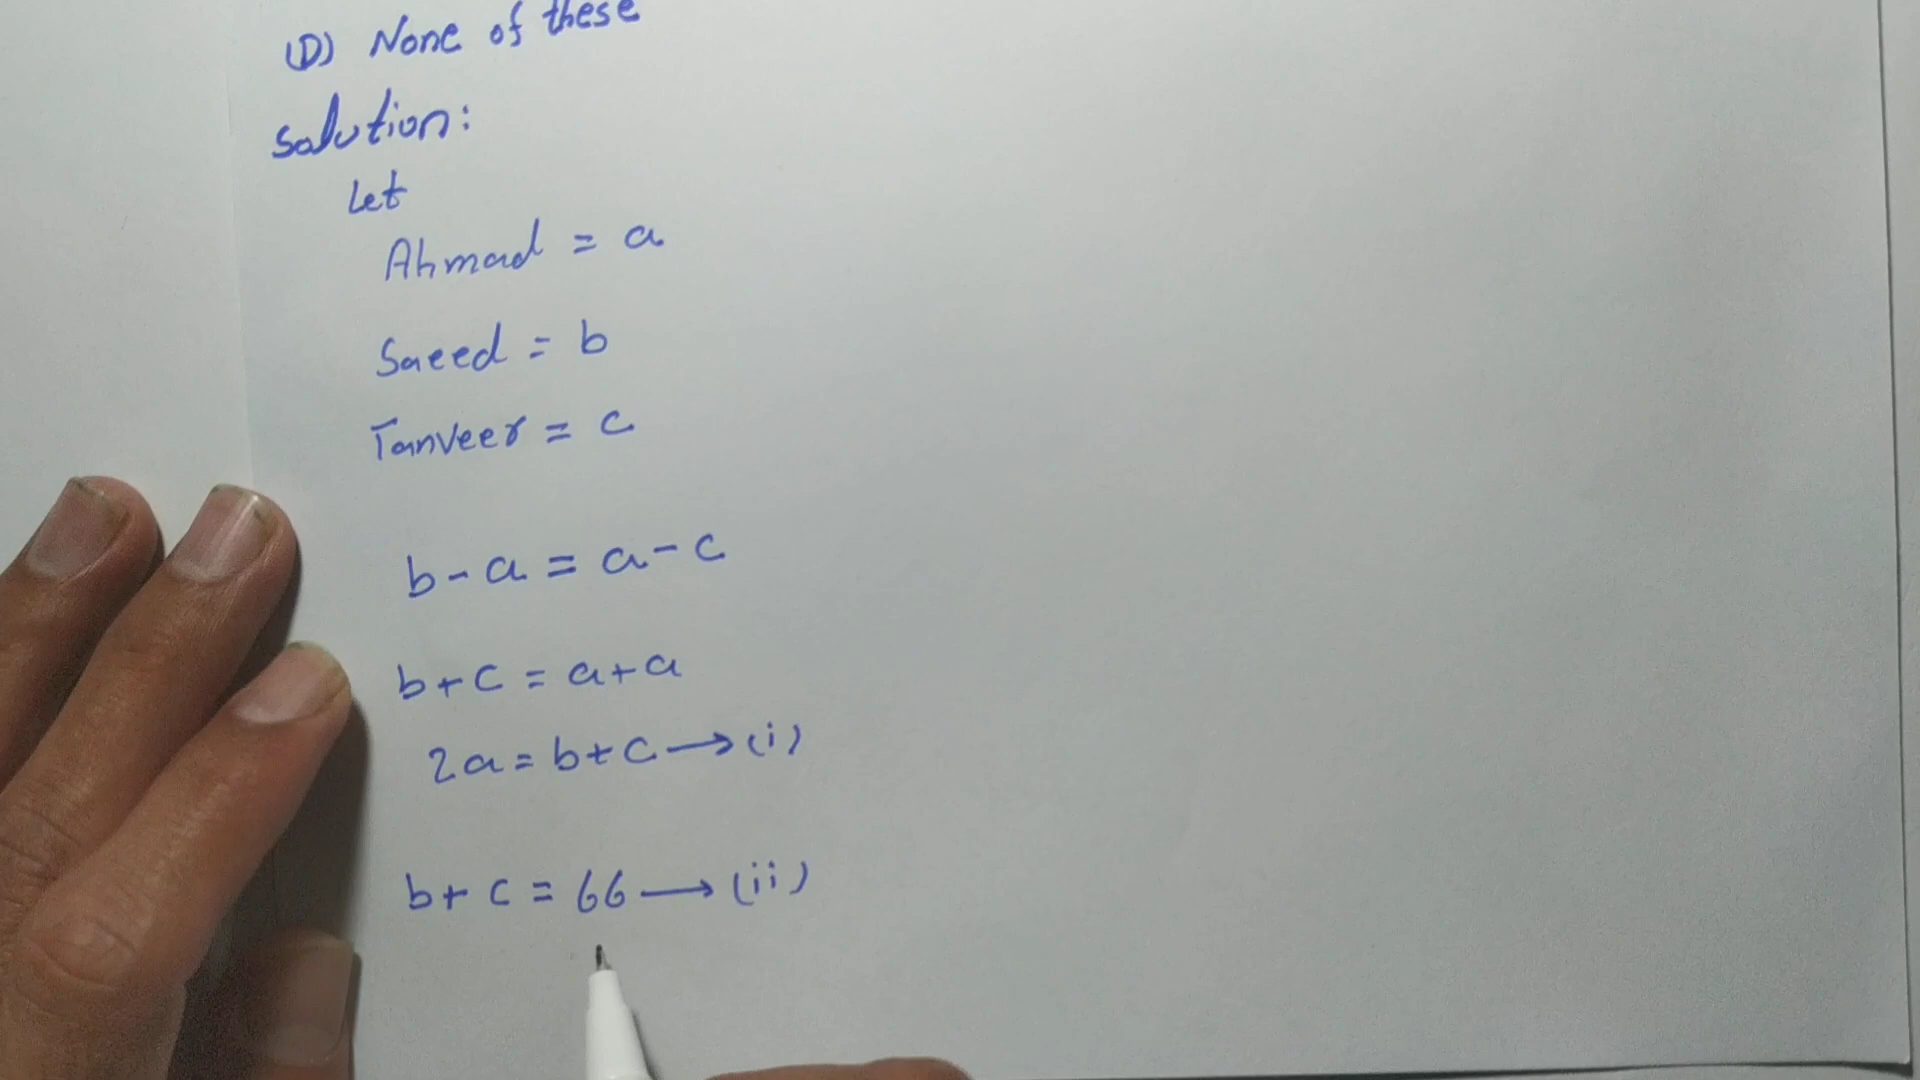 (D) None of these
Solution:
Let
Ahmad = a
Saeed = b
Tanveer = c
b-a = a-c
b+c = a+a
2a = b+c ⟶ (i)
b+c = 66 ⟶ (ii)